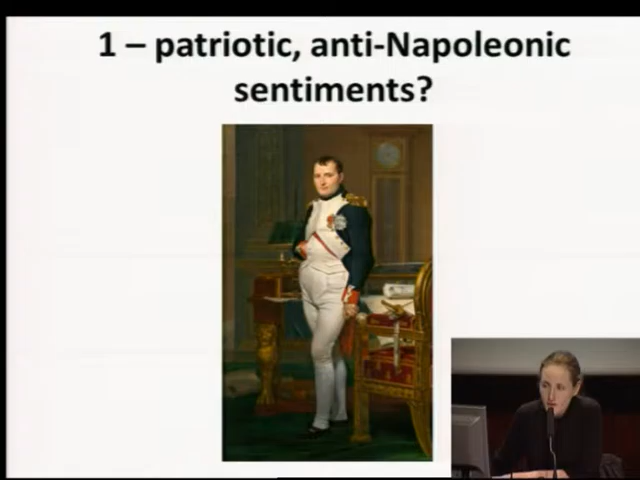 1 – patriotic, anti-Napoleonic
sentiments?